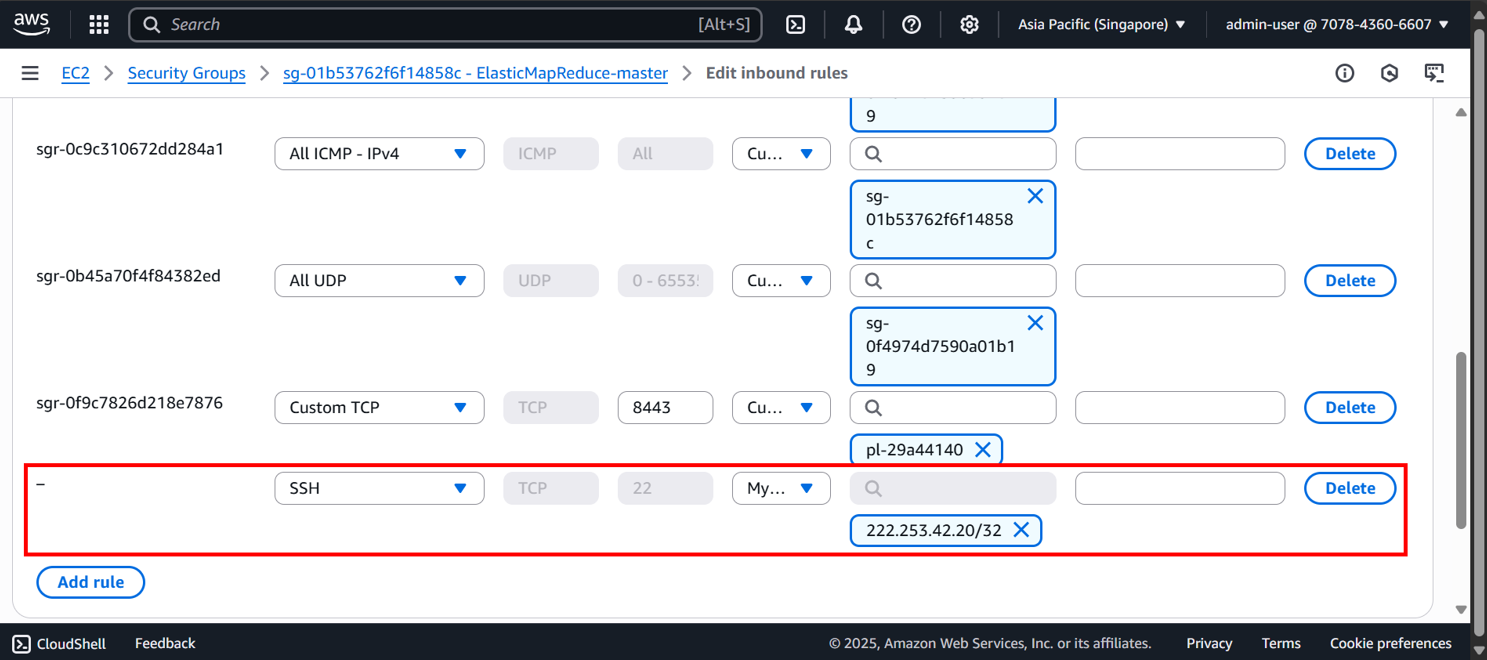 aws
Search
[Alt+S]
Asia Pacific (Singapore)
admin-user @ 7078-4360-6607
EC2
Security Groups
sg-01b53762f6f14858c - ElasticMapReduce-master
Edit inbound rules
9
sgr-0c9c310672dd284a1
All ICMP - IPv4
ICMP
All
Cu...
Delete
sg-
01b53762f6f14858
c
sgr-0b45a70f4f84382ed
All UDP
UDP
0 - 6553
Cu...
Delete
sg-
0f4974d7590a01b1
9
sgr-0f9c7826d218e7876
Custom TCP
TCP
8443
Cu...
Delete
pl-29a44140
–
SSH
TCP
22
My...
Delete
222.253.42.20/32
Add rule
CloudShell
Feedback
© 2025, Amazon Web Services, Inc. or its affiliates.
Privacy
Terms
Cookie preferences